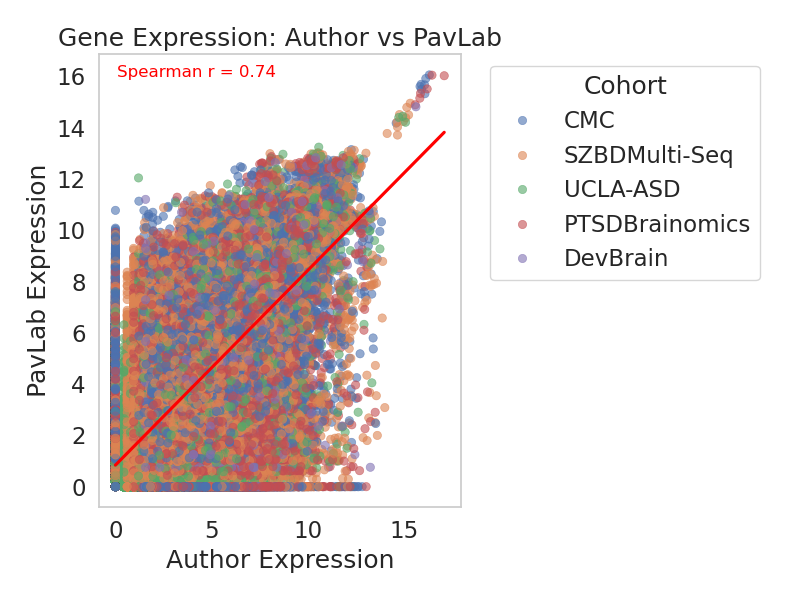 Gene Expression: Author vs PavLab
Spearman r = 0.74
16
14
12
10
8
6
4
2
0
PavLab Expression
0 5 10 15
Author Expression
Cohort
CMC
SZBDMulti-Seq
UCLA-ASD
PTSDBrainomics
DevBrain